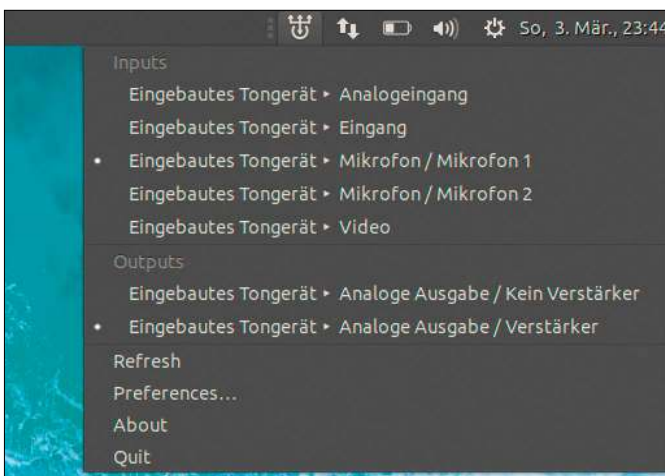 So, 3. Mär., 23:44
Inputs
Eingebautes Tongerät ‣ Analogeingang
Eingebautes Tongerät ‣ Eingang
• Eingebautes Tongerät ‣ Mikrofon / Mikrofon 1
Eingebautes Tongerät ‣ Mikrofon / Mikrofon 2
Eingebautes Tongerät ‣ Video
Outputs
Eingebautes Tongerät ‣ Analoge Ausgabe / Kein Verstärker
• Eingebautes Tongerät ‣ Analoge Ausgabe / Verstärker
Refresh
Preferences...
About
Quit